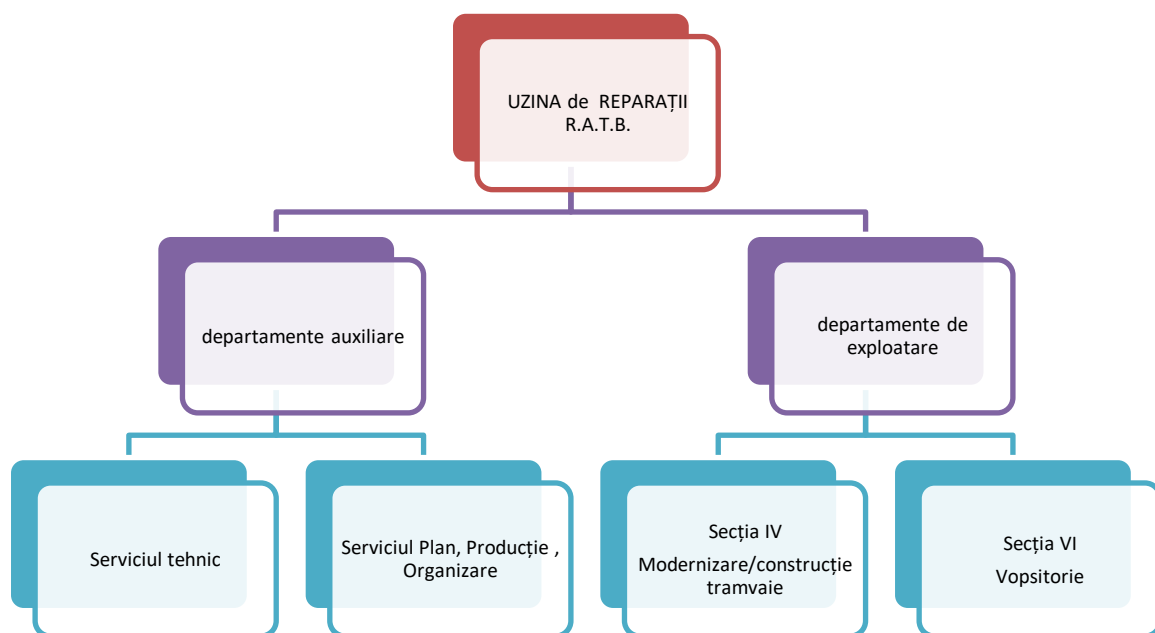 UZINA de REPARAȚII
R.A.T.B.
departamente auxiliare
departamente de
exploatare
Serviciul tehnic
Serviciul Plan, Producție ,
Organizare
Secția IV
Modernizare/construcție
tramvaie
Secția VI
Vopsitorie